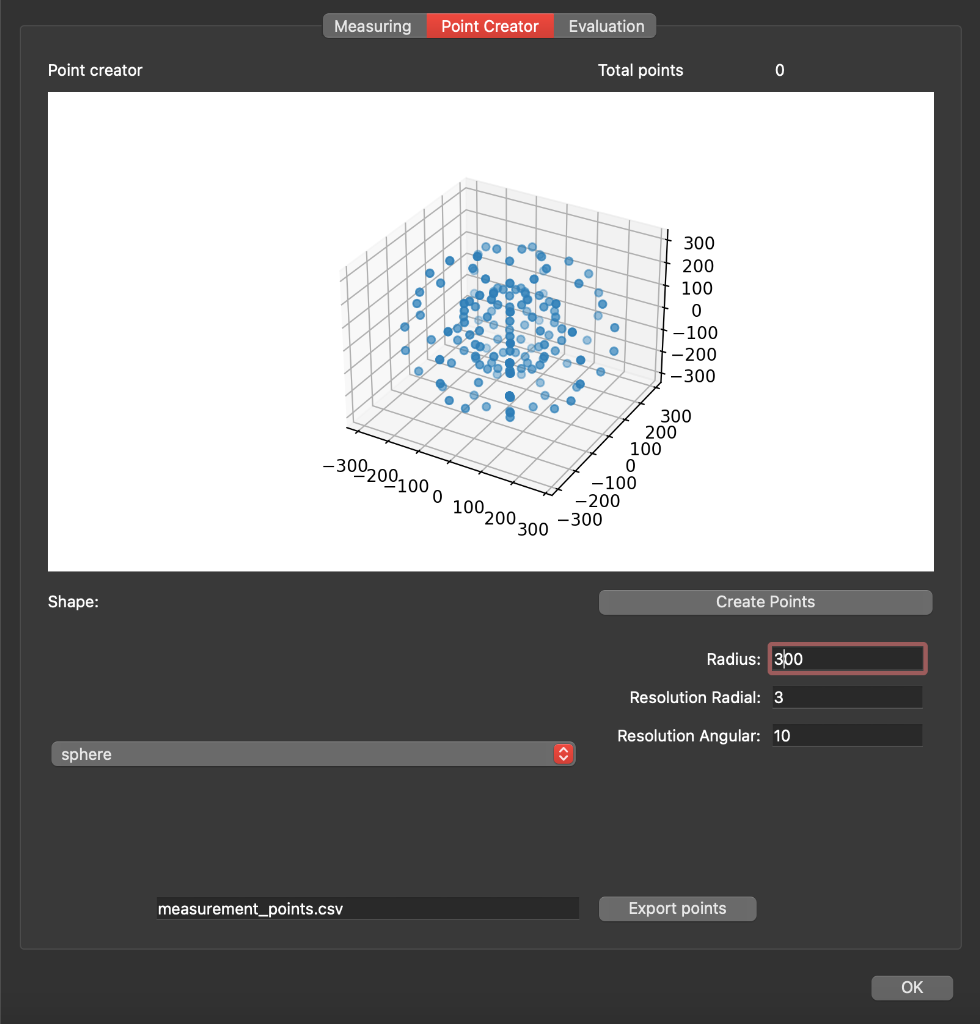 Measuring Point Creator Evaluation
Point creator Total points 0
300
200
100
0
−100
−200
−300
300
200
100
0
−100
−200
−300
−300
−200
−100
0
100
200
300
Shape:
Create Points
Radius: 300
Resolution Radial: 3
Resolution Angular: 10
sphere
measurement_points.csv Export points
OK